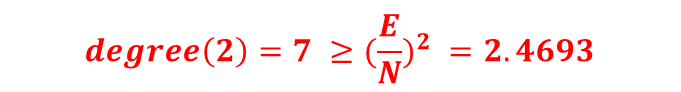 degree(2) = 7 ≥ (E/N)² = 2.4693